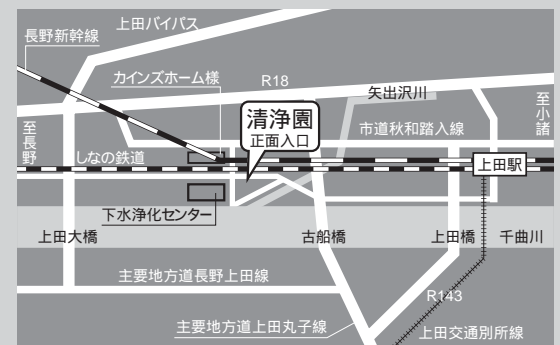 上田バイパス
長野新幹線
カインズホーム様
R18
矢出沢川
至小諸
清浄園
正面入口
市道秋和踏入線
至長野
しなの鉄道
上田駅
下水浄化センター
上田大橋
古船橋
上田橋
千曲川
主要地方道長野上田線
R143
主要地方道上田丸子線
上田交通別所線